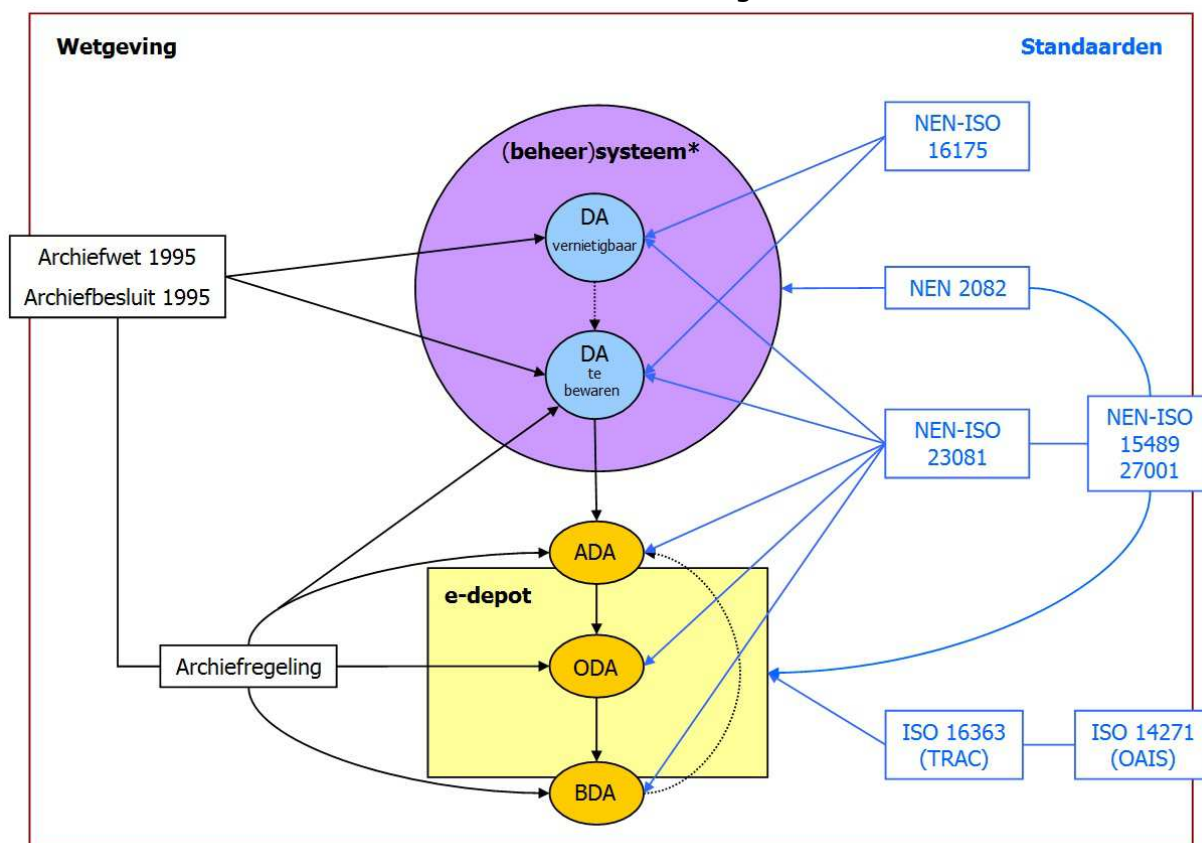 Wetgeving
Standaarden
(beheer)systeem*
DA
vernietigbaar
DA
te
bewaren
Archiefwet 1995
Archiefbesluit 1995
NEN-ISO
16175
NEN 2082
NEN-ISO
23081
NEN-ISO
15489
27001
ADA
e-depot
ODA
Archiefregeling
BDA
ISO 16363
(TRAC)
ISO 14271
(OAIS)